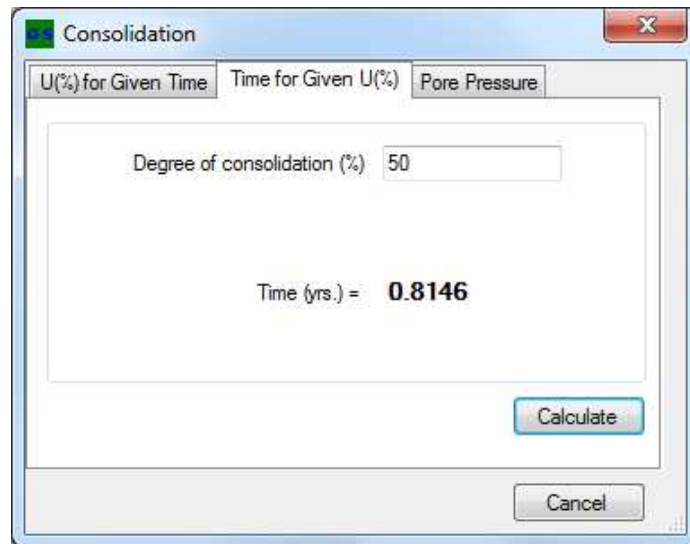 GS Consolidation
U(%) for Given Time Time for Given U(%) Pore Pressure
Degree of consolidation (%) 50
Time (yrs.) = 0.8146
Calculate
Cancel